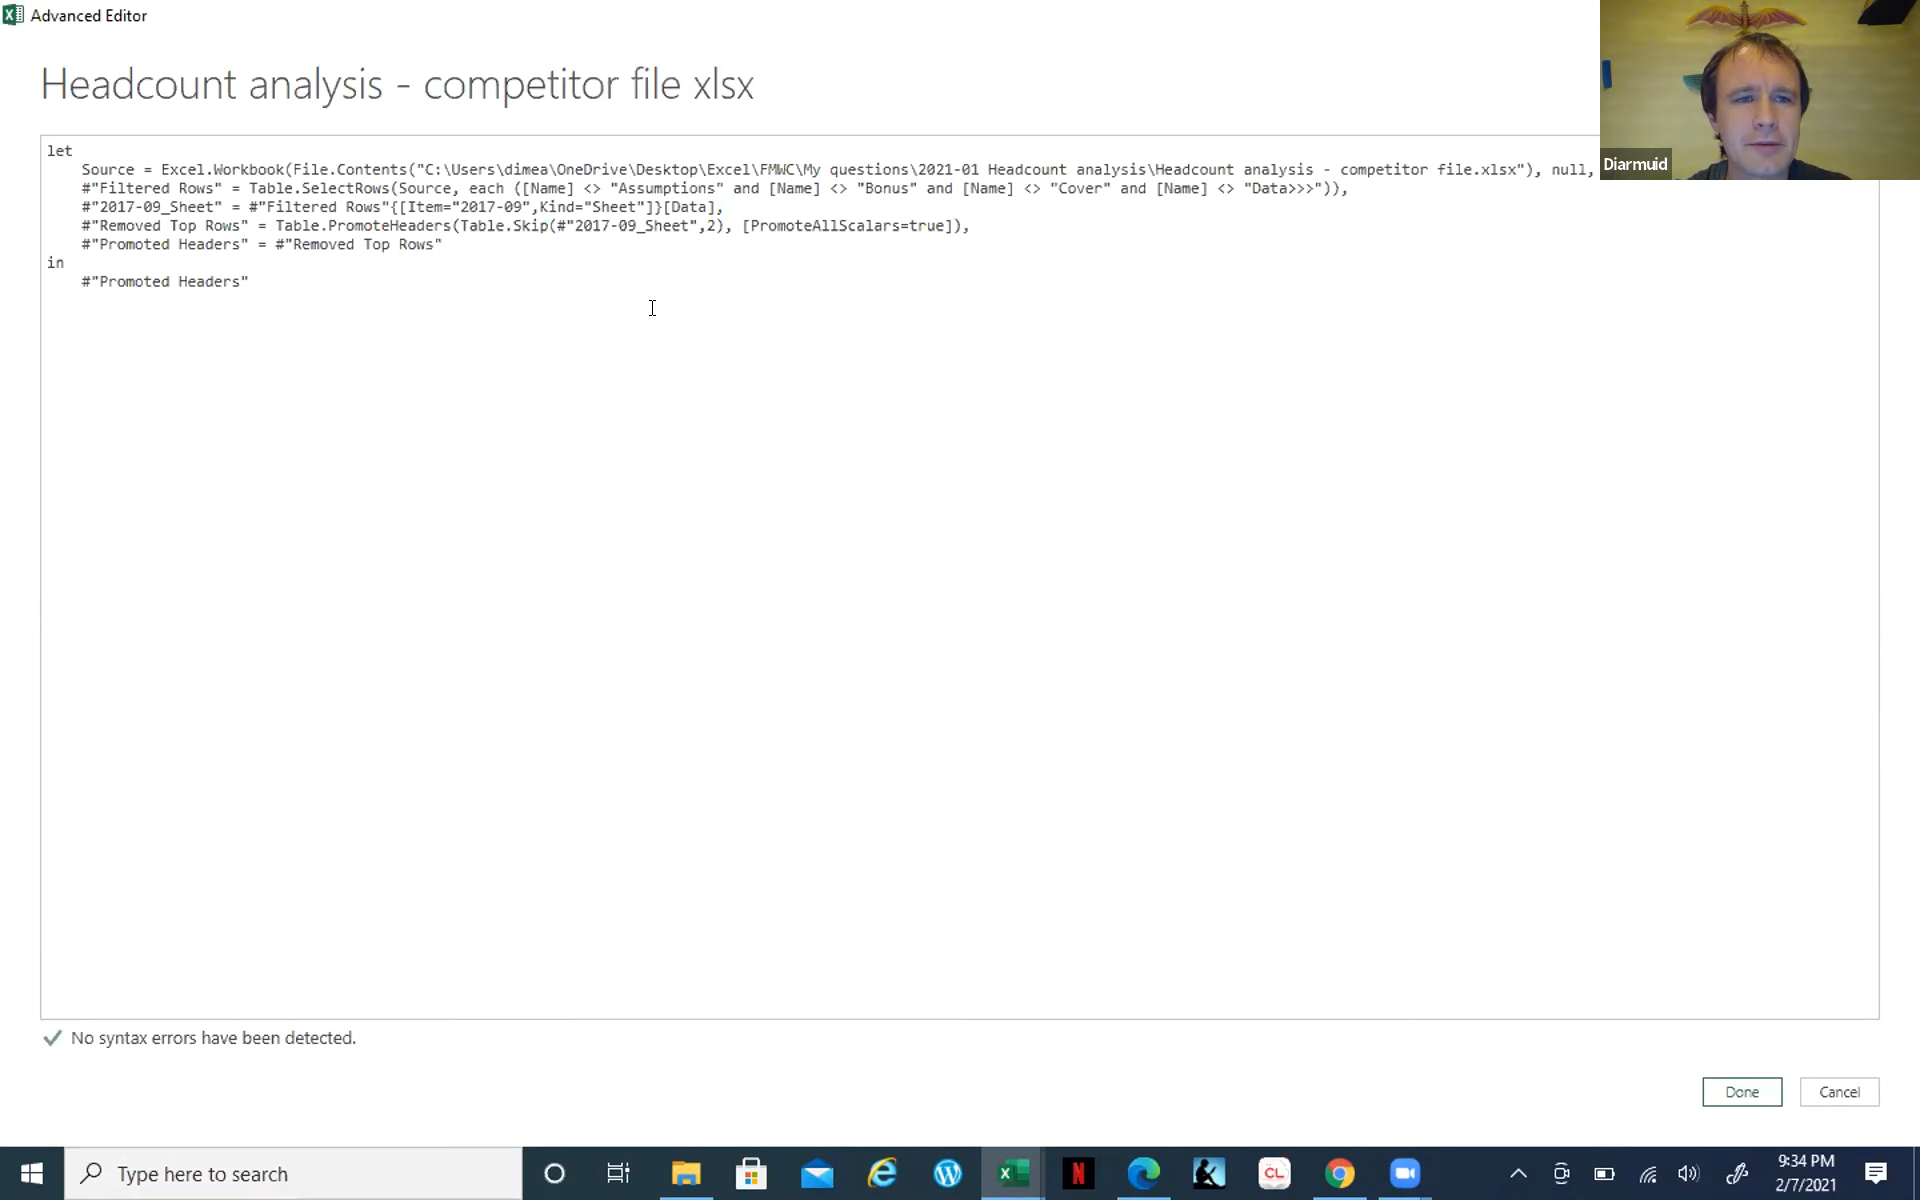 Advanced Editor
Headcount analysis - competitor file xlsx
let
Source = Excel.Workbook(File.Contents("C:\Users\dimea\OneDrive\Desktop\Excel\FMWC\My questions\2021-01 Headcount analysis\Headcount analysis - competitor file.xlsx"), null,
#"Filtered Rows" = Table.SelectRows(Source, each ([Name] <> "Assumptions" and [Name] <> "Bonus" and [Name] <> "Cover" and [Name] <> "Data>>>")),
#"2017-09_Sheet" = #"Filtered Rows"{[Item="2017-09",Kind="Sheet"]}[Data],
#"Removed Top Rows" = Table.PromoteHeaders(Table.Skip(#"2017-09_Sheet",2), [PromoteAllScalars=true]),
#"Promoted Headers" = #"Removed Top Rows"
in
#"Promoted Headers"
Diarmuid
No syntax errors have been detected.
Done
Cancel
Type here to search
N
CL
9:34 PM
2/7/2021